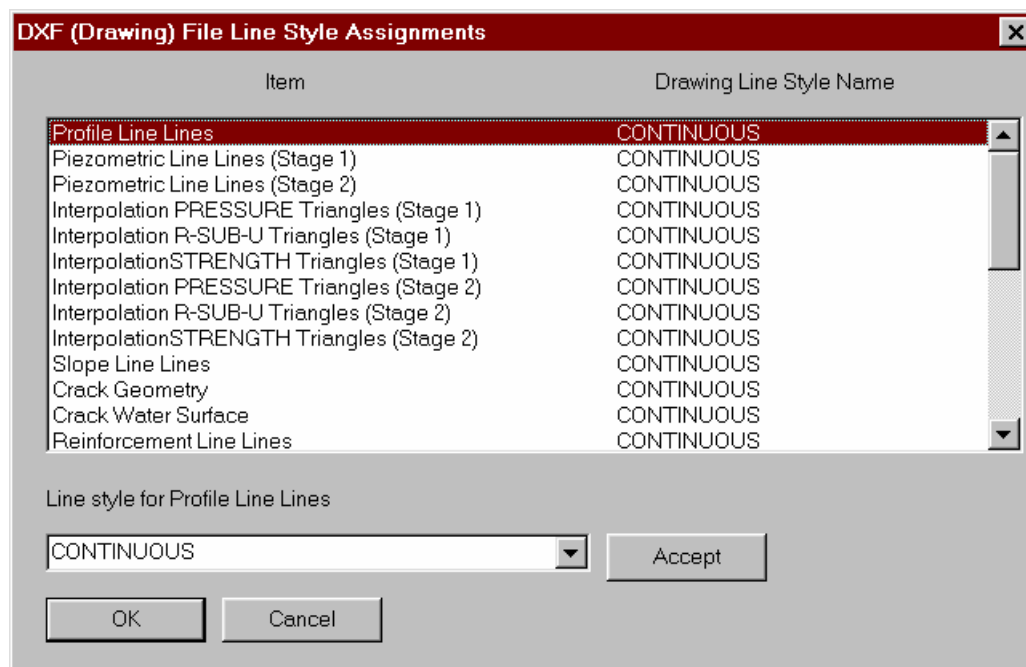 DXF (Drawing) File Line Style Assignments
Item Drawing Line Style Name
Profile Line Lines CONTINUOUS
Piezometric Line Lines (Stage 1) CONTINUOUS
Piezometric Line Lines (Stage 2) CONTINUOUS
Interpolation PRESSURE Triangles (Stage 1) CONTINUOUS
Interpolation R-SUB-U Triangles (Stage 1) CONTINUOUS
InterpolationSTRENGTH Triangles (Stage 1) CONTINUOUS
Interpolation PRESSURE Triangles (Stage 2) CONTINUOUS
Interpolation R-SUB-U Triangles (Stage 2) CONTINUOUS
InterpolationSTRENGTH Triangles (Stage 2) CONTINUOUS
Slope Line Lines CONTINUOUS
Crack Geometry CONTINUOUS
Crack Water Surface CONTINUOUS
Reinforcement Line Lines CONTINUOUS
Line style for Profile Line Lines
CONTINUOUS Accept
OK Cancel